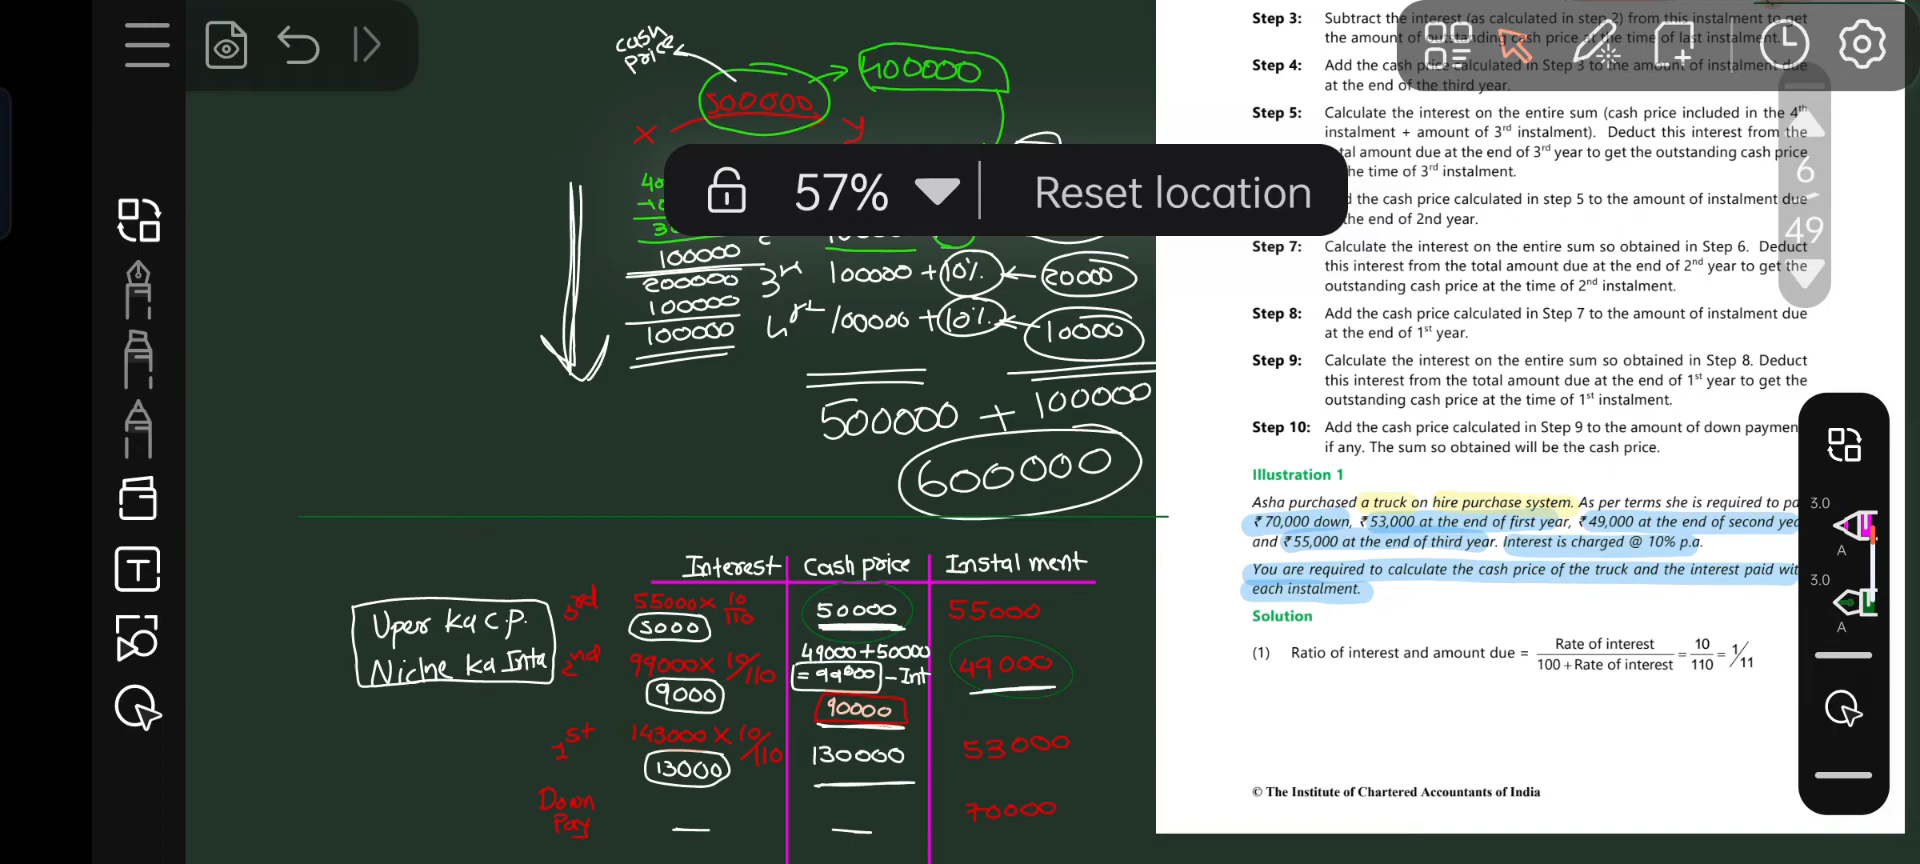 57%
Reset location
cash
price
500000
400000
X
Y
100000
200000
100000
100000
100000 + 10%
20000
100000 + 10%
10000
500000 + 100000
600000
Interest
Cash price
Instal ment
Uper ka C.P.
Niche ka Inta
3rd
55000 x 10/110
5000
50000
55000
2nd
99000 x 10/110
9000
49000+50000
= 99000 - Int
90000
49000
1st
143000 x 10/110
13000
130000
53000
Down
Pay
—
—
70000
Step 3: Subtract the interest (as calculated in step 2) from this instalment to get
the amount of outstanding cash price at the time of last instalment.
Step 4: Add the cash price calculated in Step 3 to the amount of instalment due
at the end of the third year.
Step 5: Calculate the interest on the entire sum (cash price included in the 4th
instalment + amount of 3rd instalment). Deduct this interest from the
tal amount due at the end of 3rd year to get the outstanding cash price
the time of 3rd instalment.
d the cash price calculated in step 5 to the amount of instalment due
the end of 2nd year.
Step 7: Calculate the interest on the entire sum so obtained in Step 6. Deduct
this interest from the total amount due at the end of 2nd year to get the
outstanding cash price at the time of 2nd instalment.
Step 8: Add the cash price calculated in Step 7 to the amount of instalment due
at the end of 1st year.
Step 9: Calculate the interest on the entire sum so obtained in Step 8. Deduct
this interest from the total amount due at the end of 1st year to get the
outstanding cash price at the time of 1st instalment.
Step 10: Add the cash price calculated in Step 9 to the amount of down paymen
if any. The sum so obtained will be the cash price.
Illustration 1
Asha purchased a truck on hire purchase system. As per terms she is required to pa
₹ 70,000 down, ₹ 53,000 at the end of first year, ₹ 49,000 at the end of second yea
and ₹ 55,000 at the end of third year. Interest is charged @ 10% p.a.
You are required to calculate the cash price of the truck and the interest paid wit
each instalment.
Solution
(1) Ratio of interest and amount due = Rate of interest / 100 + Rate of interest = 10/110 = 1/11
© The Institute of Chartered Accountants of India
6
49
3.0
A
3.0
A